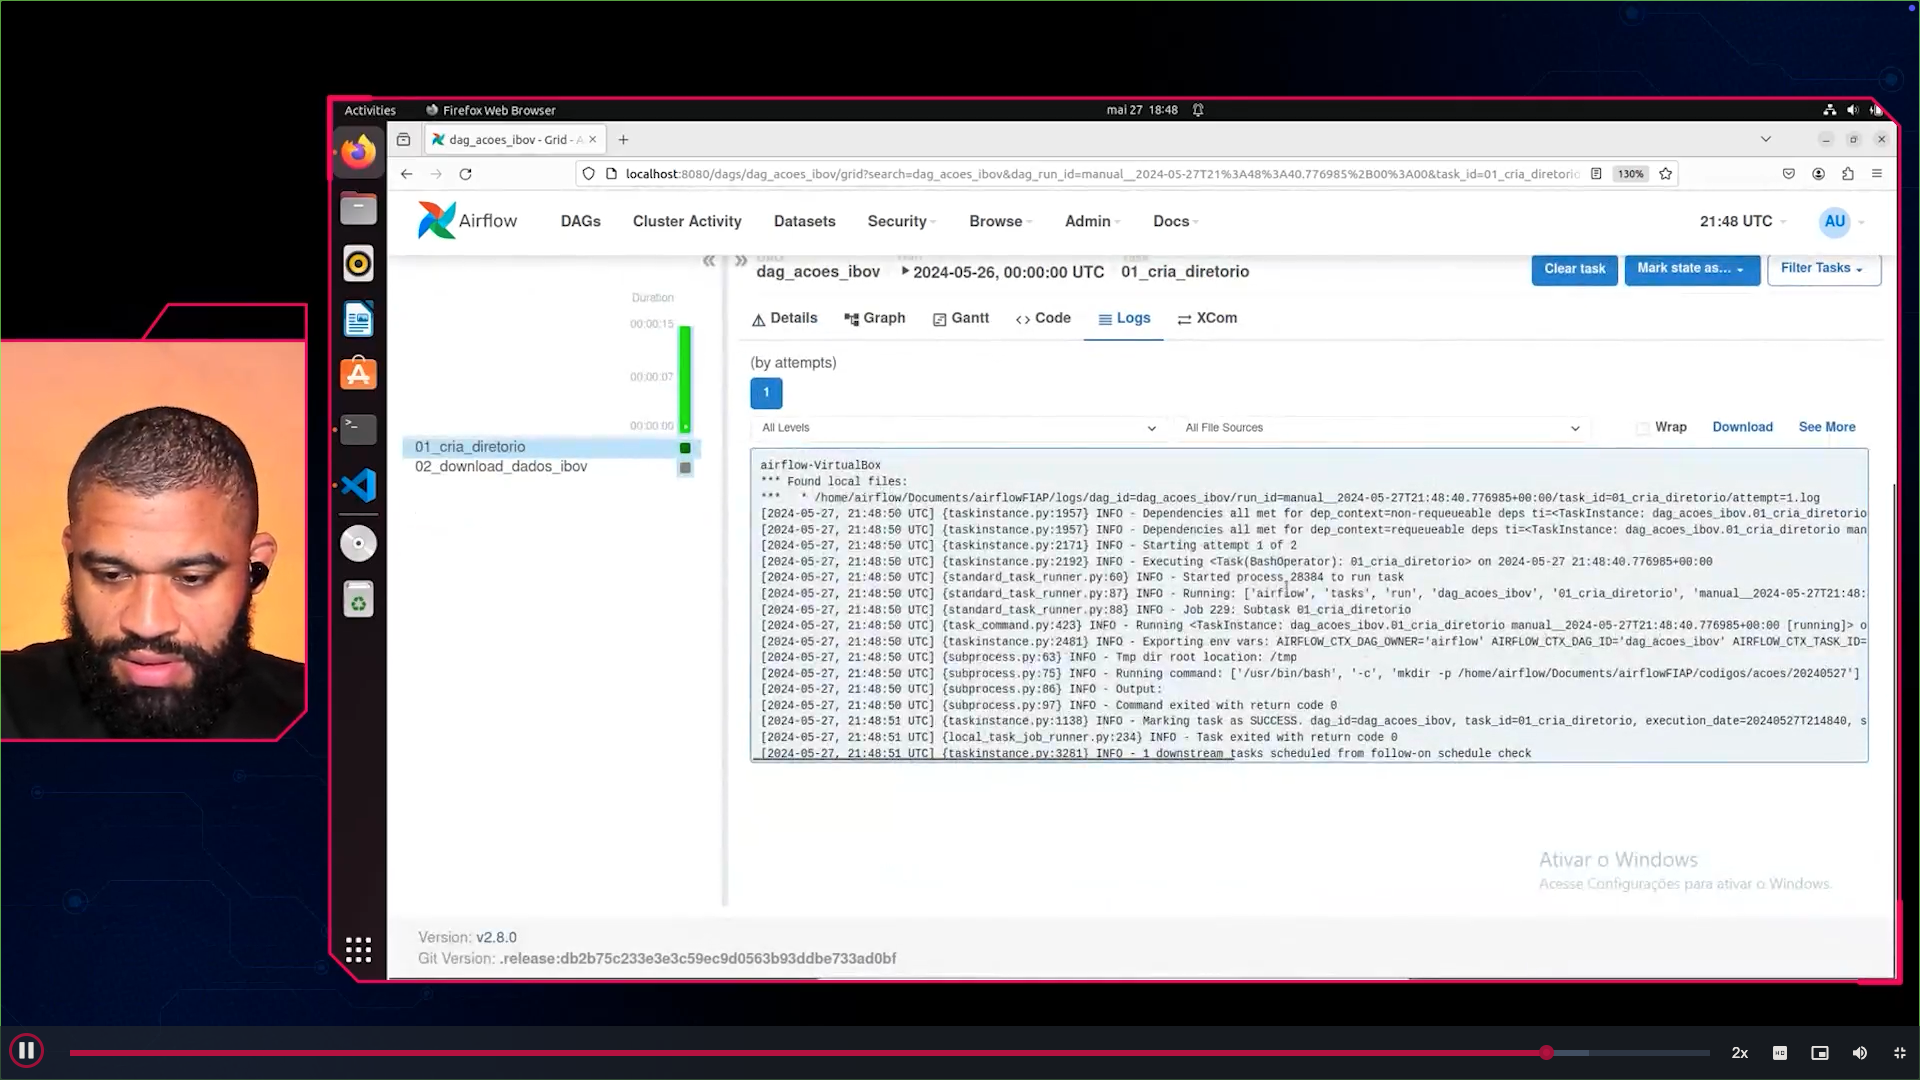 Activities
Firefox Web Browser
mai 27 18:48
dag_acoes_ibov - Grid - A
localhost:8080/dags/dag_acoes_ibov/grid?search=dag_acoes_ibov&dag_run_id=manual__2024-05-27T21%3A48%3A40.776985%2B00%3A00&task_id=01_cria_diretorio
130%
Airflow
DAGs
Cluster Activity
Datasets
Security
Browse
Admin
Docs
21:48 UTC
AU
dag_acoes_ibov
2024-05-26, 00:00:00 UTC
01_cria_diretorio
Clear task
Mark state as...
Filter Tasks
Duration
00:00:15
00:00:07
00:00:00
01_cria_diretorio
02_download_dados_ibov
Details
Graph
Gantt
Code
Logs
XCom
(by attempts)
1
All Levels
All File Sources
Wrap
Download
See More
airflow-VirtualBox
*** Found local files:
***   * /home/airflow/Documents/airflowFIAP/logs/dag_id=dag_acoes_ibov/run_id=manual__2024-05-27T21:48:40.776985+00:00/task_id=01_cria_diretorio/attempt=1.log
[2024-05-27, 21:48:50 UTC] {taskinstance.py:1957} INFO - Dependencies all met for dep_context=non-requeueable deps ti=<TaskInstance: dag_acoes_ibov.01_cria_diretorio
[2024-05-27, 21:48:50 UTC] {taskinstance.py:1957} INFO - Dependencies all met for dep_context=requeueable deps ti=<TaskInstance: dag_acoes_ibov.01_cria_diretorio man
[2024-05-27, 21:48:50 UTC] {taskinstance.py:2171} INFO - Starting attempt 1 of 2
[2024-05-27, 21:48:50 UTC] {taskinstance.py:2192} INFO - Executing <Task(BashOperator): 01_cria_diretorio> on 2024-05-27 21:48:40.776985+00:00
[2024-05-27, 21:48:50 UTC] {standard_task_runner.py:60} INFO - Started process 28384 to run task
[2024-05-27, 21:48:50 UTC] {standard_task_runner.py:87} INFO - Running: ['airflow', 'tasks', 'run', 'dag_acoes_ibov', '01_cria_diretorio', 'manual__2024-05-27T21:48:
[2024-05-27, 21:48:50 UTC] {standard_task_runner.py:88} INFO - Job 229: Subtask 01_cria_diretorio
[2024-05-27, 21:48:50 UTC] {task_command.py:423} INFO - Running <TaskInstance: dag_acoes_ibov.01_cria_diretorio manual__2024-05-27T21:48:40.776985+00:00 [running]> o
[2024-05-27, 21:48:50 UTC] {taskinstance.py:2481} INFO - Exporting env vars: AIRFLOW_CTX_DAG_OWNER='airflow' AIRFLOW_CTX_DAG_ID='dag_acoes_ibov' AIRFLOW_CTX_TASK_ID=
[2024-05-27, 21:48:50 UTC] {subprocess.py:63} INFO - Tmp dir root location: /tmp
[2024-05-27, 21:48:50 UTC] {subprocess.py:75} INFO - Running command: ['/usr/bin/bash', '-c', 'mkdir -p /home/airflow/Documents/airflowFIAP/codigos/acoes/20240527']
[2024-05-27, 21:48:50 UTC] {subprocess.py:86} INFO - Output:
[2024-05-27, 21:48:50 UTC] {subprocess.py:97} INFO - Command exited with return code 0
[2024-05-27, 21:48:51 UTC] {taskinstance.py:1138} INFO - Marking task as SUCCESS. dag_id=dag_acoes_ibov, task_id=01_cria_diretorio, execution_date=20240527T214840, s
[2024-05-27, 21:48:51 UTC] {local_task_job_runner.py:234} INFO - Task exited with return code 0
[2024-05-27, 21:48:51 UTC] {taskinstance.py:3281} INFO - 1 downstream tasks scheduled from follow-on schedule check
Ativar o Windows
Acesse Configurações para ativar o Windows.
Version: v2.8.0
Git Version: .release:db2b75c233e3e3c59ec9d0563b93ddbe733ad0bf
2x